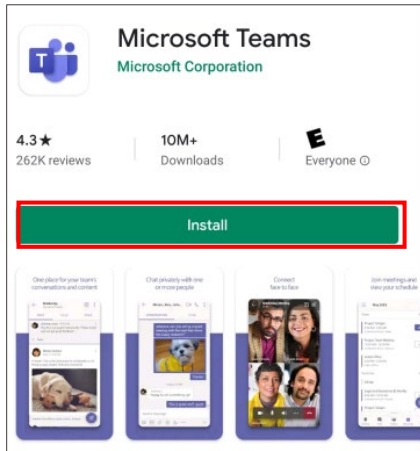 Microsoft Teams
Microsoft Corporation
T
4.3★
262K reviews
10M+
Downloads
E
Everyone ⓘ
Install
One place for your team's
conversations and content
Chat privately with one
or more people
Connect
face to face
Join meetings and
view your schedule